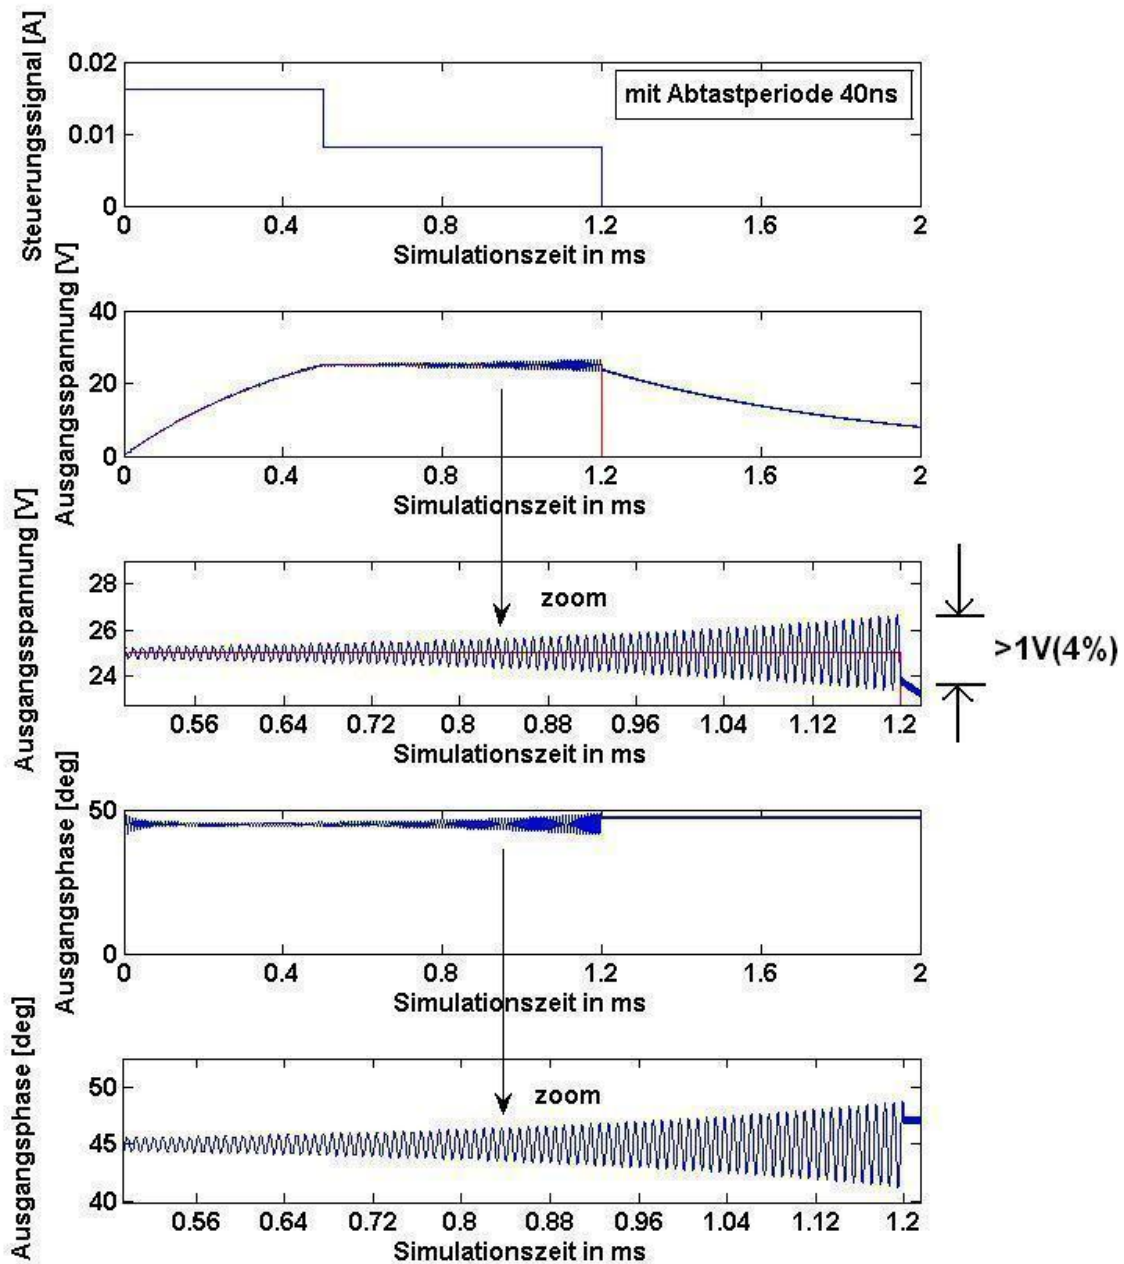 Steuerungssignal [A]
0.02
0.01
0
mit Abtastperiode 40ns
0 0.4 0.8 1.2 1.6 2
Simulationszeit in ms
Ausgangsspannung [V]
40
20
0
0 0.4 0.8 1.2 1.6 2
Simulationszeit in ms
Ausgangsspannung [V]
28
26
24
zoom
>1V(4%)
0.56 0.64 0.72 0.8 0.88 0.96 1.04 1.12 1.2
Simulationszeit in ms
Ausgangsphase [deg]
50
0
0 0.4 0.8 1.2 1.6 2
Simulationszeit in ms
Ausgangsphase [deg]
50
45
40
zoom
0.56 0.64 0.72 0.8 0.88 0.96 1.04 1.12 1.2
Simulationszeit in ms